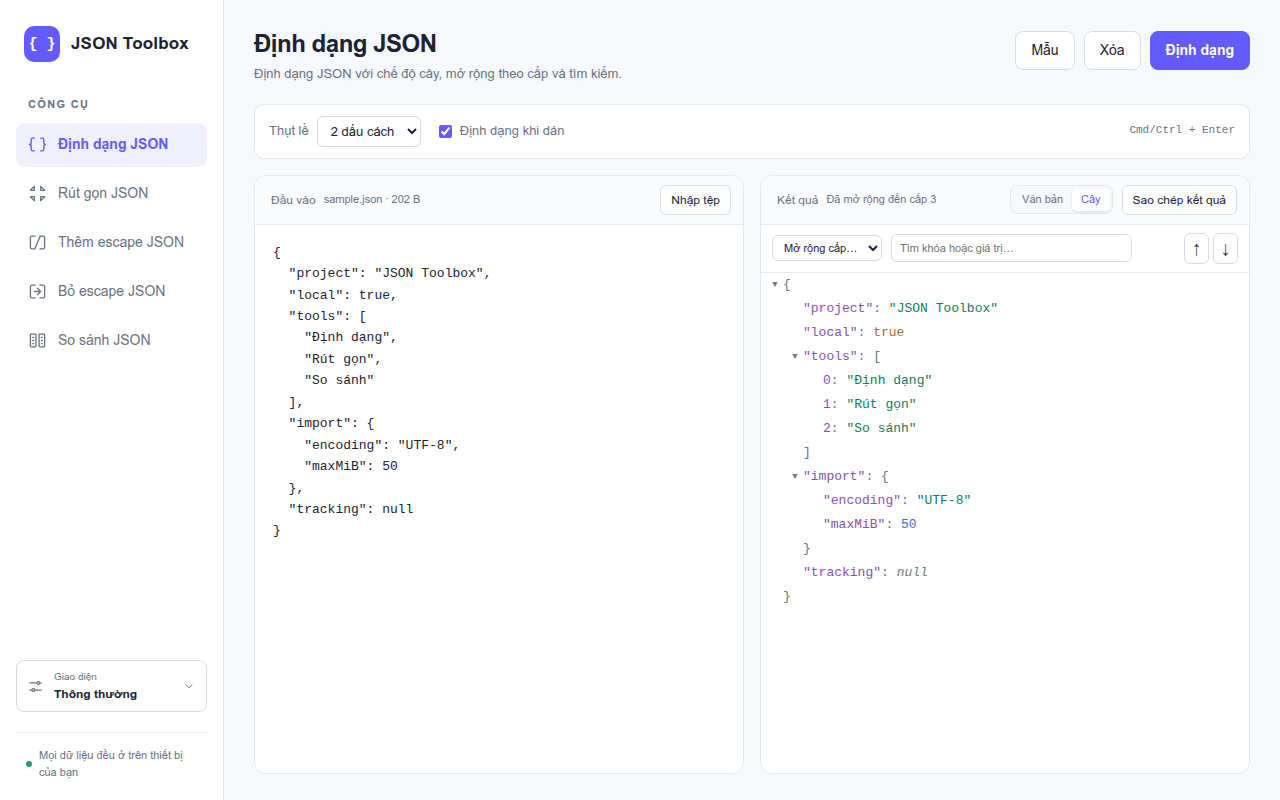 { } JSON Toolbox
CÔNG CỤ
Định dạng JSON
Rút gọn JSON
Thêm escape JSON
Bỏ escape JSON
So sánh JSON
Giao diện
Thông thường
Mọi dữ liệu đều ở trên thiết bị
của bạn
Định dạng JSON
Định dạng JSON với chế độ cây, mở rộng theo cấp và tìm kiếm.
Mẫu
Xóa
Định dạng
Thụt lề 2 dấu cách Định dạng khi dán
Cmd/Ctrl + Enter
Đầu vào sample.json · 202 B Nhập tệp
{
  "project": "JSON Toolbox",
  "local": true,
  "tools": [
    "Định dạng",
    "Rút gọn",
    "So sánh"
  ],
  "import": {
    "encoding": "UTF-8",
    "maxMiB": 50
  },
  "tracking": null
}
Kết quả Đã mở rộng đến cấp 3 Văn bản Cây Sao chép kết quả
Mở rộng cấp… Tìm khóa hoặc giá trị… ↑ ↓
▾ {
  "project": "JSON Toolbox"
  "local": true
▾ "tools": [
    0: "Định dạng"
    1: "Rút gọn"
    2: "So sánh"
  ]
▾ "import": {
    "encoding": "UTF-8"
    "maxMiB": 50
  }
  "tracking": null
}